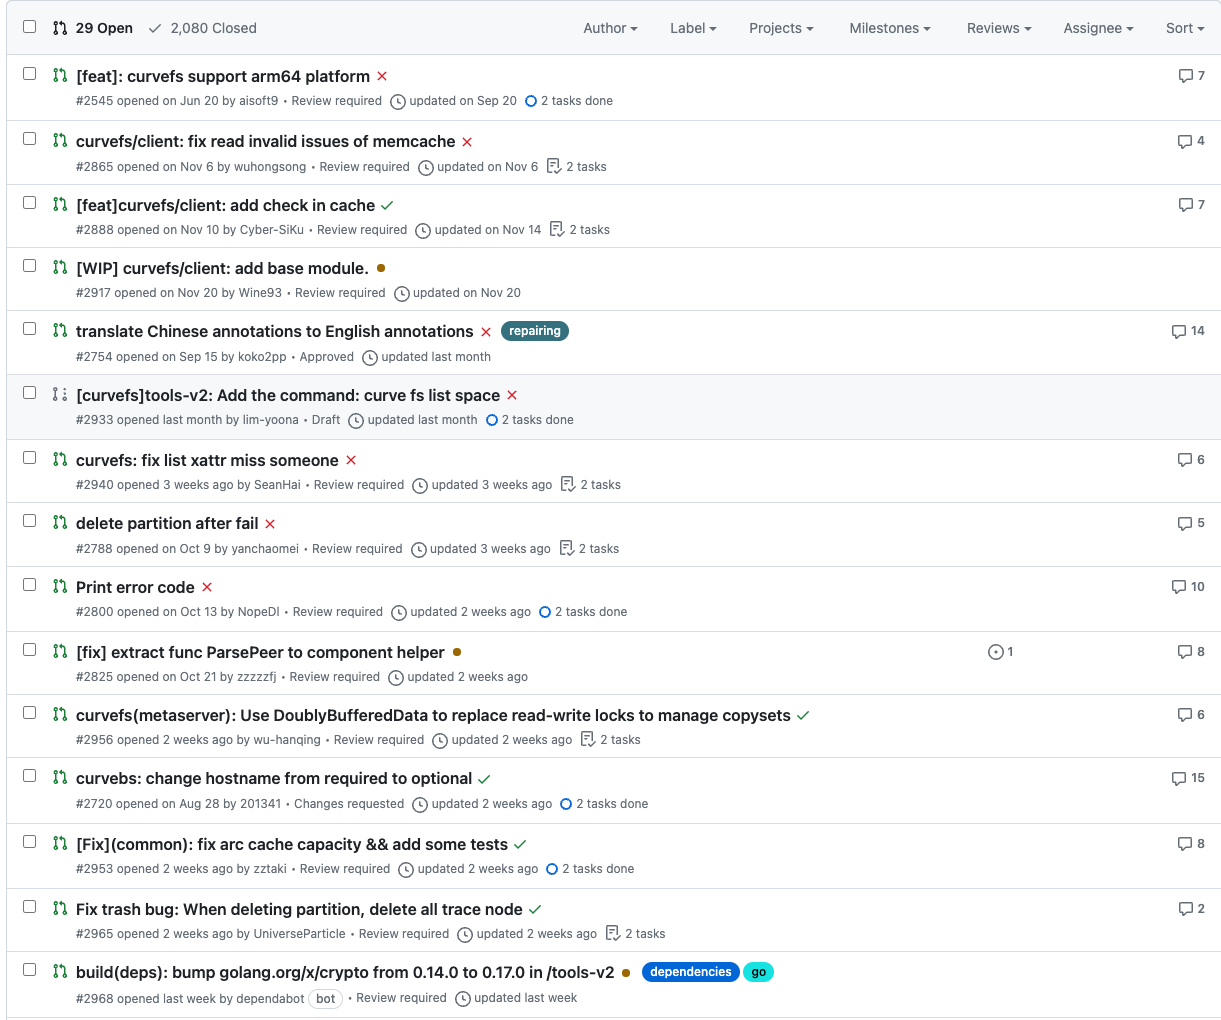 29 Open 2,080 Closed Author Label Projects Milestones Reviews Assignee Sort
[feat]: curvefs support arm64 platform 7
#2545 opened on Jun 20 by aisoft9 • Review required updated on Sep 20 2 tasks done
curvefs/client: fix read invalid issues of memcache 4
#2865 opened on Nov 6 by wuhongsong • Review required updated on Nov 6 2 tasks
[feat]curvefs/client: add check in cache 7
#2888 opened on Nov 10 by Cyber-SiKu • Review required updated on Nov 14 2 tasks
[WIP] curvefs/client: add base module.
#2917 opened on Nov 20 by Wine93 • Review required updated on Nov 20
translate Chinese annotations to English annotations repairing 14
#2754 opened on Sep 15 by koko2pp • Approved updated last month
[curvefs]tools-v2: Add the command: curve fs list space
#2933 opened last month by lim-yoona • Draft updated last month 2 tasks done
curvefs: fix list xattr miss someone 6
#2940 opened 3 weeks ago by SeanHai • Review required updated 3 weeks ago 2 tasks
delete partition after fail 5
#2788 opened on Oct 9 by yanchaomei • Review required updated 3 weeks ago 2 tasks
Print error code 10
#2800 opened on Oct 13 by NopeDl • Review required updated 2 weeks ago 2 tasks done
[fix] extract func ParsePeer to component helper 1 8
#2825 opened on Oct 21 by zzzzzfj • Review required updated 2 weeks ago
curvefs(metaserver): Use DoublyBufferedData to replace read-write locks to manage copysets 6
#2956 opened 2 weeks ago by wu-hanqing • Review required updated 2 weeks ago 2 tasks
curvebs: change hostname from required to optional 15
#2720 opened on Aug 28 by 201341 • Changes requested updated 2 weeks ago 2 tasks done
[Fix](common): fix arc cache capacity && add some tests 8
#2953 opened 2 weeks ago by zztaki • Review required updated 2 weeks ago 2 tasks done
Fix trash bug: When deleting partition, delete all trace node 2
#2965 opened 2 weeks ago by UniverseParticle • Review required updated 2 weeks ago 2 tasks
build(deps): bump golang.org/x/crypto from 0.14.0 to 0.17.0 in /tools-v2 dependencies go
#2968 opened last week by dependabot bot • Review required updated last week